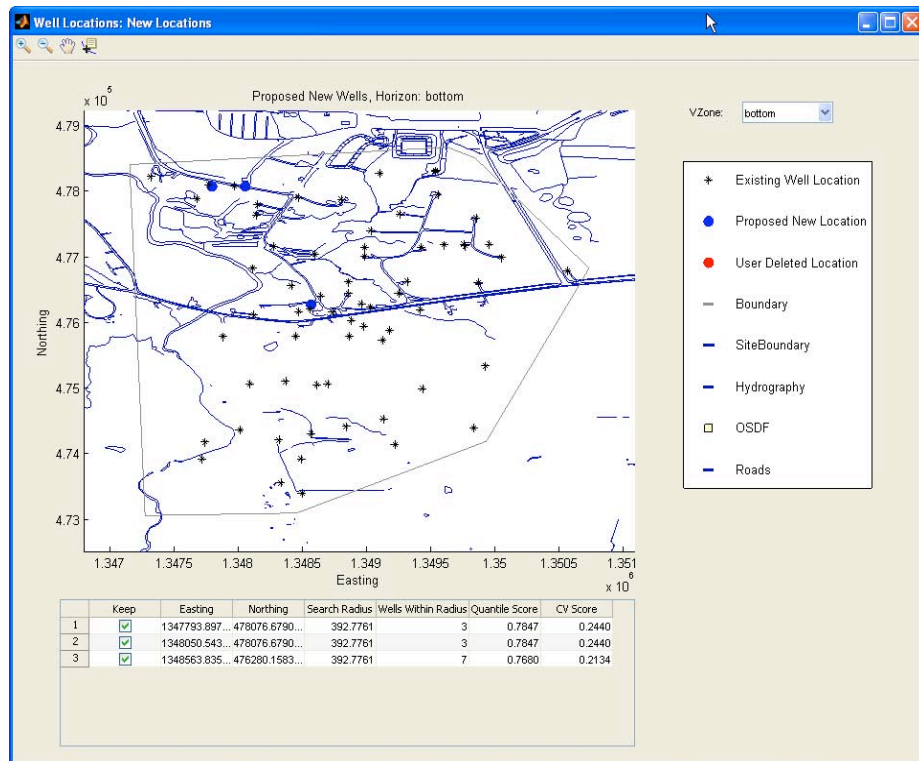 Well Locations: New Locations
x 10^5
Proposed New Wells, Horizon: bottom
VZone: bottom
4.79
4.78
4.77
4.76
4.75
4.74
4.73
Northing
1.347 1.3475 1.348 1.3485 1.349 1.3495 1.35 1.3505 1.351
Easting
x 10^6
Existing Well Location
Proposed New Location
User Deleted Location
Boundary
SiteBoundary
Hydrography
OSDF
Roads
Keep Easting Northing Search Radius Wells Within Radius Quantile Score CV Score
1 1347793.897... 478076.6790... 392.7761 3 0.7847 0.2440
2 1348050.543... 478076.6790... 392.7761 3 0.7847 0.2440
3 1348563.835... 476280.1583... 392.7761 7 0.7680 0.2134